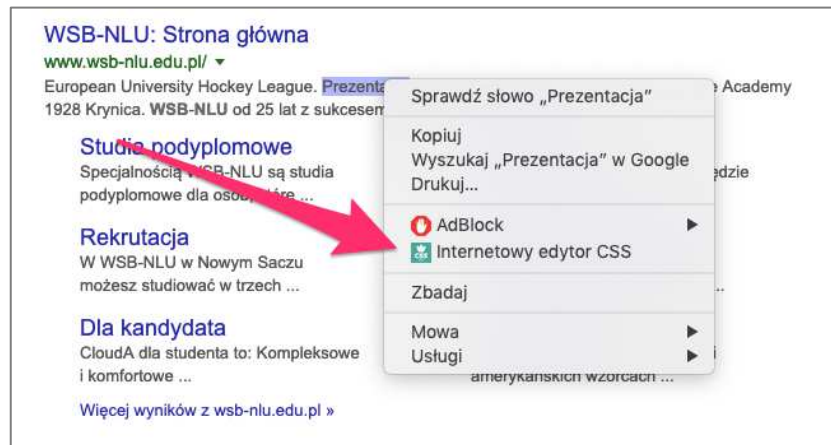 WSB-NLU: Strona główna
www.wsb-nlu.edu.pl/
European University Hockey League. Prezenta
e Academy
1928 Krynica. WSB-NLU od 25 lat z sukcesem
Studia podyplomowe
Specjalnością WSB-NLU są studia
podyplomowe dla osób, które ...
ędzie
Rekrutacja
W WSB-NLU w Nowym Saczu
możesz studiować w trzech ...
..
Dla kandydata
CloudA dla studenta to: Kompleksowe
i komfortowe ...
i
amerykańskich wzorcach ...
Więcej wyników z wsb-nlu.edu.pl »
Sprawdź słowo „Prezentacja”
Kopiuj
Wyszukaj „Prezentacja” w Google
Drukuj...
AdBlock
CSS Internetowy edytor CSS
Zbadaj
Mowa
Usługi